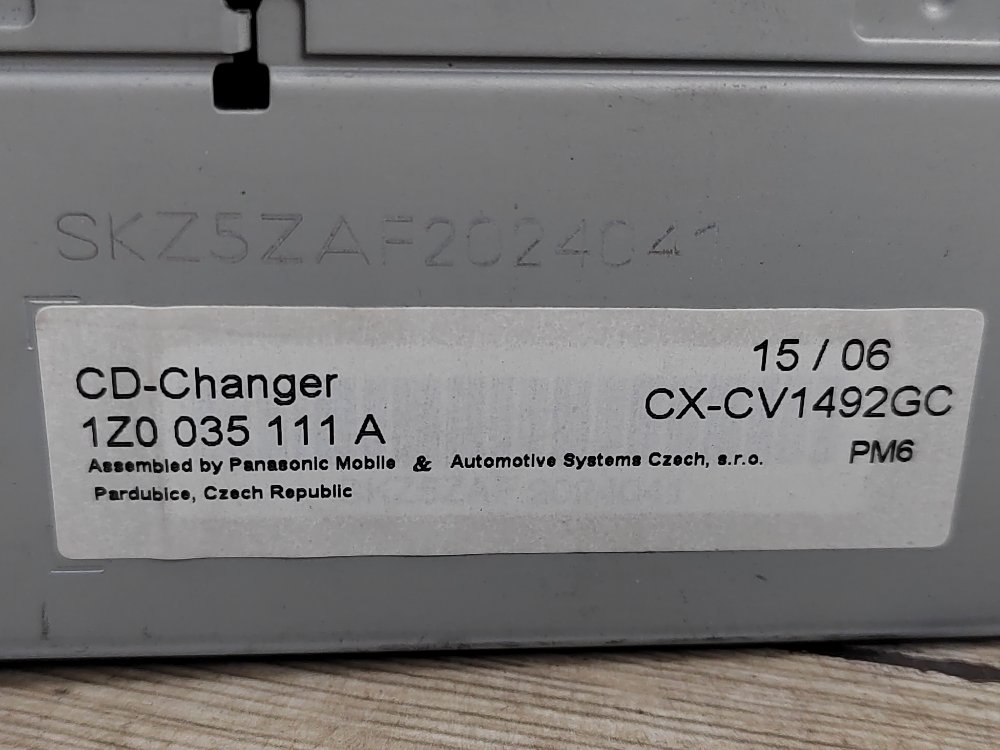 SKZ5ZAF2024041
15 / 06
CD-Changer
CX-CV1492GC
1Z0 035 111 A
PM6
Assembled by Panasonic Mobile & Automotive Systems Czech, s.r.o.
Pardubice, Czech Republic